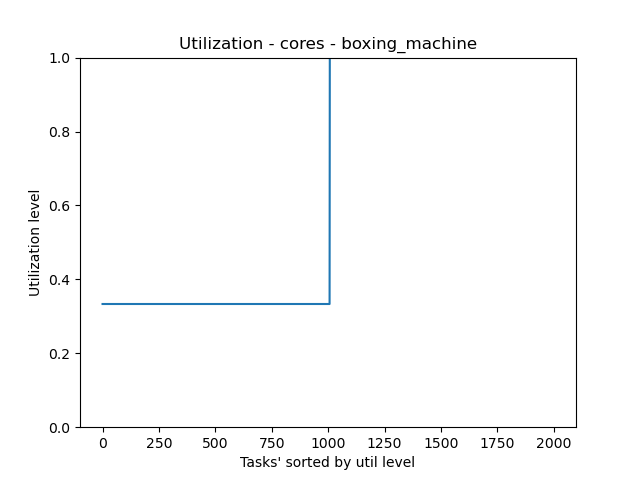 Utilization - cores - boxing_machine
1.0
0.8
0.6
0.4
0.2
0.0
Utilization level
0 250 500 750 1000 1250 1500 1750 2000
Tasks' sorted by util level